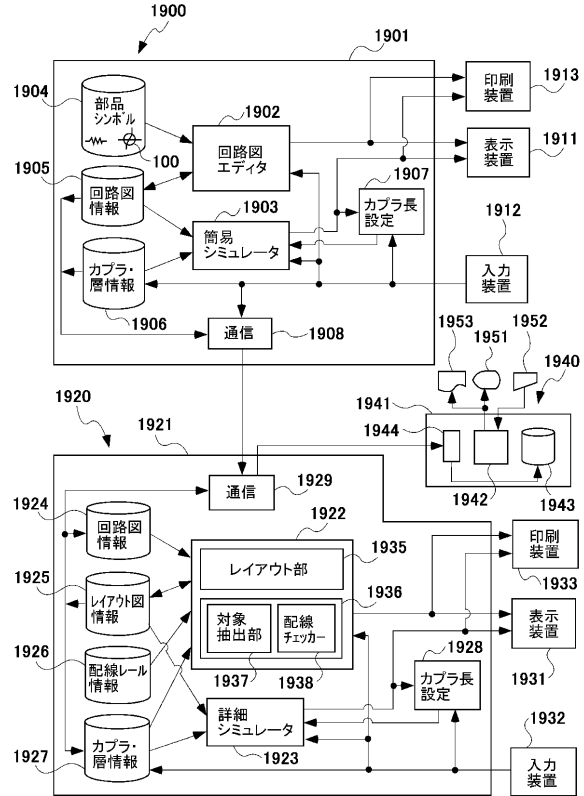 1900
1901
1904
部品
シンボル
100
1902
回路図
エディタ
1913
印刷
装置
1911
表示
装置
1905
回路図
情報
1903
簡易
シミュレータ
1907
カプラ長
設定
1912
入力
装置
カプラ・
層情報
1906
通信
1908
1953
1951
1952
1940
1941
1944
1942
1943
1920
1921
通信
1929
1924
回路図
情報
1922
1935
レイアウト部
1925
レイアウト図
情報
1936
対象
抽出部
配線
チェッカー
1937
1938
印刷
装置
1933
表示
装置
1931
1926
配線レール
情報
1928
カプラ長
設定
詳細
シミュレータ
1923
1927
カプラ・
層情報
1932
入力
装置